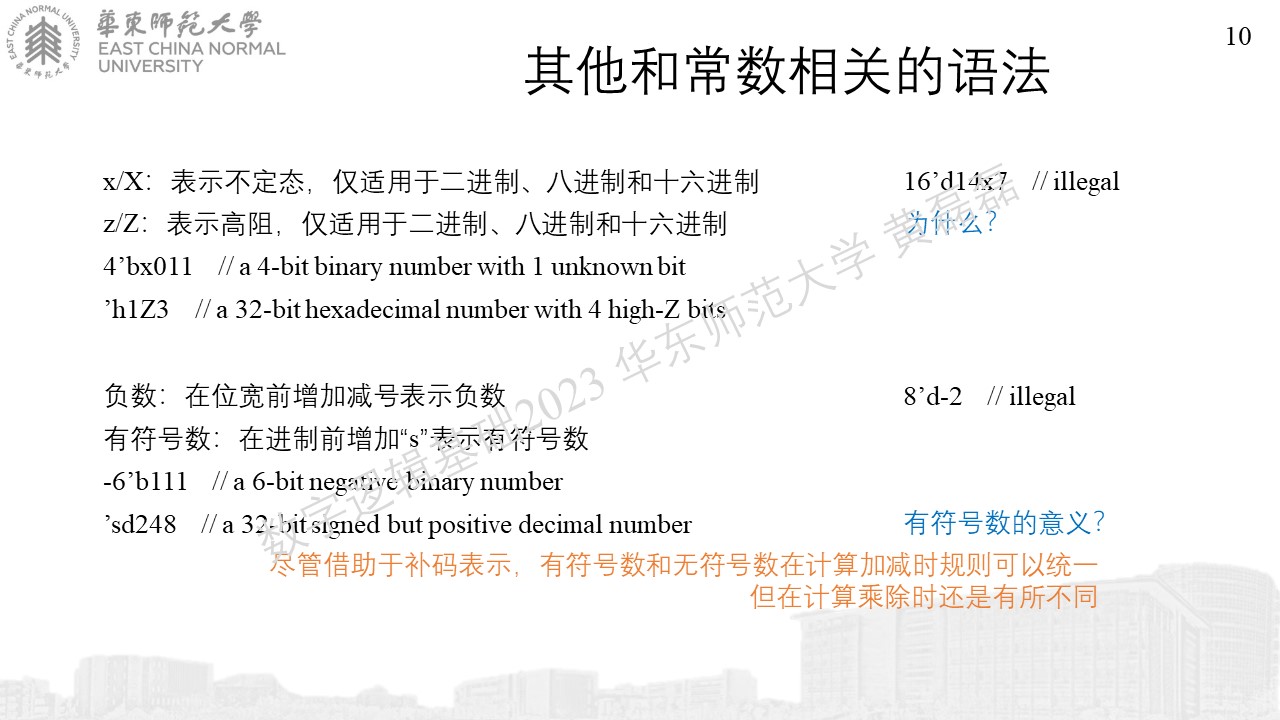 華東師範大學
EAST CHINA NORMAL UNIVERSITY
華東師範大學
EAST CHINA NORMAL
UNIVERSITY
10
其他和常数相关的语法
x/X：表示不定态，仅适用于二进制、八进制和十六进制
16’d14x7 // illegal
z/Z：表示高阻，仅适用于二进制、八进制和十六进制
为什么？
4’bx011 // a 4-bit binary number with 1 unknown bit
’h1Z3 // a 32-bit hexadecimal number with 4 high-Z bits
负数：在位宽前增加减号表示负数
8’d-2 // illegal
有符号数：在进制前增加“s”表示有符号数
-6’b111 // a 6-bit negative binary number
’sd248 // a 32-bit signed but positive decimal number
有符号数的意义？
尽管借助于补码表示，有符号数和无符号数在计算加减时规则可以统一
但在计算乘除时还是有所不同
数字逻辑基础2023 华东师范大学 黄磊磊